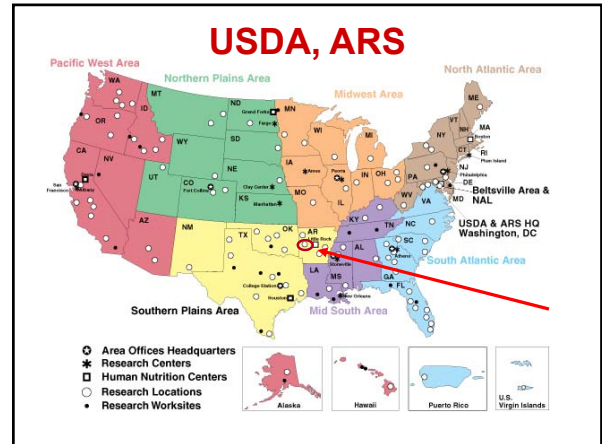 USDA, ARS
Pacific West Area
Northern Plains Area
Midwest Area
North Atlantic Area
WA
MT
ND
MN
ME
Grand Forks
Fargo
VT
NH
MA
Boston
OR
ID
WI
MI
NY
CT
RI
Plum Island
SD
WY
NJ
Philadelphia
CA
NV
IA
Ames
Peoria
PA
DE
MD
Beltsville Area &
NAL
NE
IN
OH
WV
VA
UT
CO
Clay Center
IL
San
Francisco
Davis
Albany
Fort Collins
KS
Manhattan
MO
KY
NC
USDA & ARS HQ
Washington, DC
AZ
NM
TX
OK
AR
Little Rock
TN
SC
South Atlantic Area
Stoneville
AL
Athens
LA
MS
GA
FL
College Station
Houston
New Orleans
Southern Plains Area
Mid South Area
Area Offices Headquarters
Research Centers
Human Nutrition Centers
Research Locations
Research Worksites
Alaska
Hawaii
Puerto Rico
U.S.
Virgin Islands